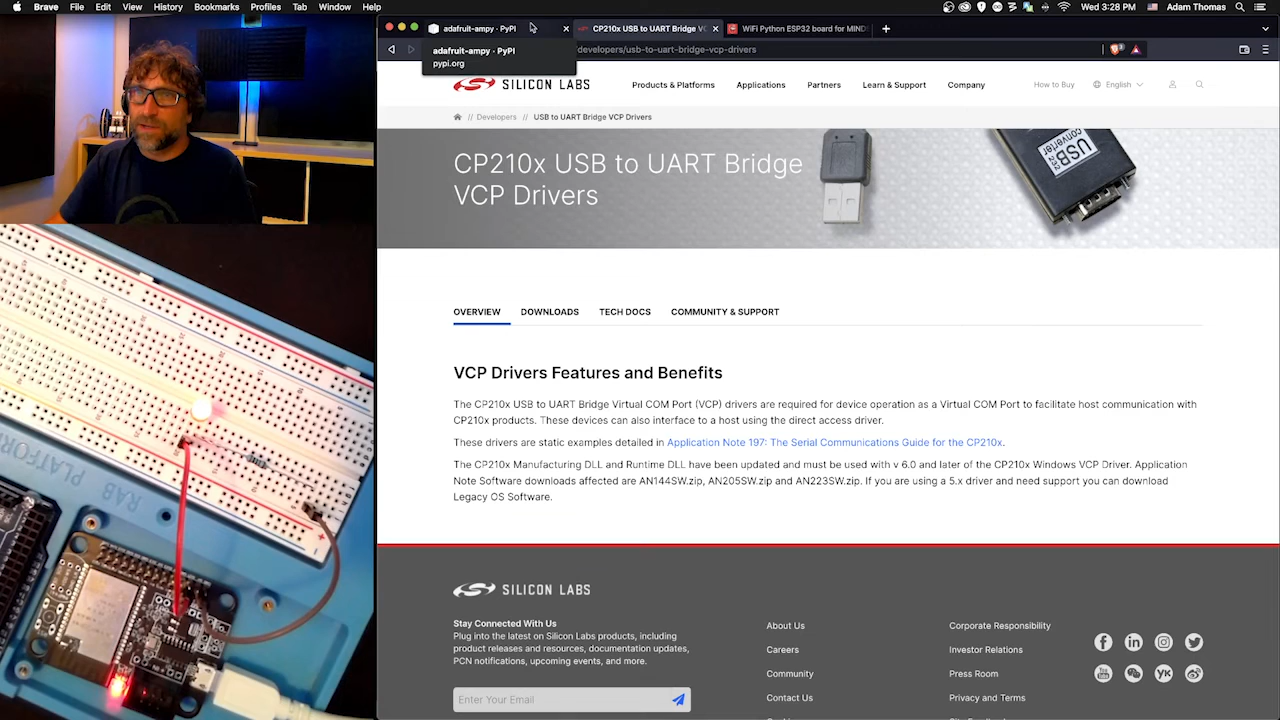 Brave File Edit View History Bookmarks Profiles Tab Window Help
Wed 3:28 PM
Adam Thomas
adafruit-ampy · PyPI
CP210x USB to UART Bridge V
WiFi Python ESP32 board for MIND
adafruit-ampy · PyPI
pypi.org
/developers/usb-to-uart-bridge-vcp-drivers
SILICON LABS
Products & Platforms
Applications
Partners
Learn & Support
Company
How to Buy
English
// Developers // USB to UART Bridge VCP Drivers
CP210x USB to UART Bridge
VCP Drivers
converter
USB
OVERVIEW
DOWNLOADS
TECH DOCS
COMMUNITY & SUPPORT
VCP Drivers Features and Benefits
The CP210x USB to UART Bridge Virtual COM Port (VCP) drivers are required for device operation as a Virtual COM Port to facilitate host communication with
CP210x products. These devices can also interface to a host using the direct access driver.
These drivers are static examples detailed in Application Note 197: The Serial Communications Guide for the CP210x.
The CP210x Manufacturing DLL and Runtime DLL have been updated and must be used with v 6.0 and later of the CP210x Windows VCP Driver. Application
Note Software downloads affected are AN144SW.zip, AN205SW.zip and AN223SW.zip. If you are using a 5.x driver and need support you can download
Legacy OS Software.
SILICON LABS
Stay Connected With Us
Plug into the latest on Silicon Labs products, including
product releases and resources, documentation updates,
PCN notifications, upcoming events, and more.
Enter Your Email
About Us
Careers
Community
Contact Us
Corporate Responsibility
Investor Relations
Press Room
Privacy and Terms